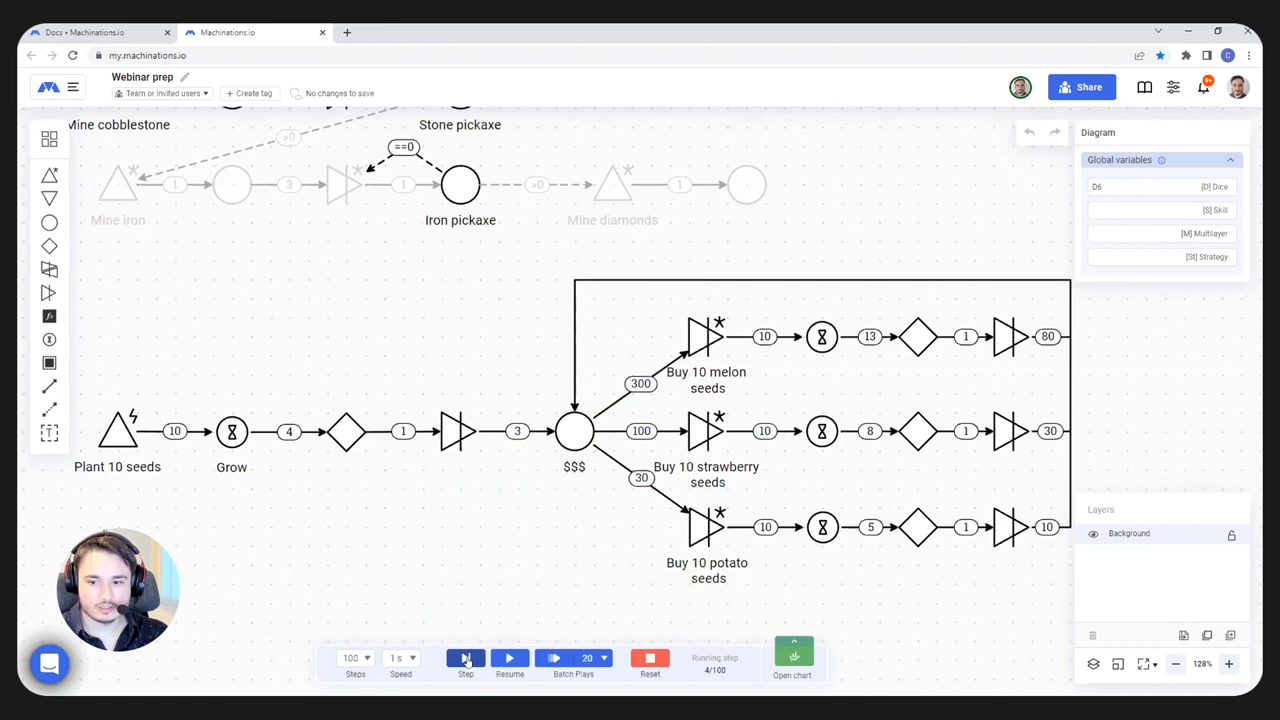 Docs • Machinations.io
Machinations.io
my.machinations.io
Webinar prep
Team or invited users
+ Create tag
No changes to save
Share
9+
C
Mine cobblestone
>0
Stone pickaxe
==0
1
3
1
>0
1
Mine iron
Iron pickaxe
Mine diamonds
Diagram
Global variables
D6 [D] Dice
[S] Skill
[M] Multilayer
[St] Strategy
10
13
1
80
300
Buy 10 melon
seeds
10
4
1
3
100
10
8
1
30
Plant 10 seeds
Grow
$$$
Buy 10 strawberry
seeds
30
10
5
1
10
Buy 10 potato
seeds
Layers
Background
100
Steps
1 s
Speed
Step
Resume
20
Batch Plays
Reset
Running step
4/100
Open chart
128%